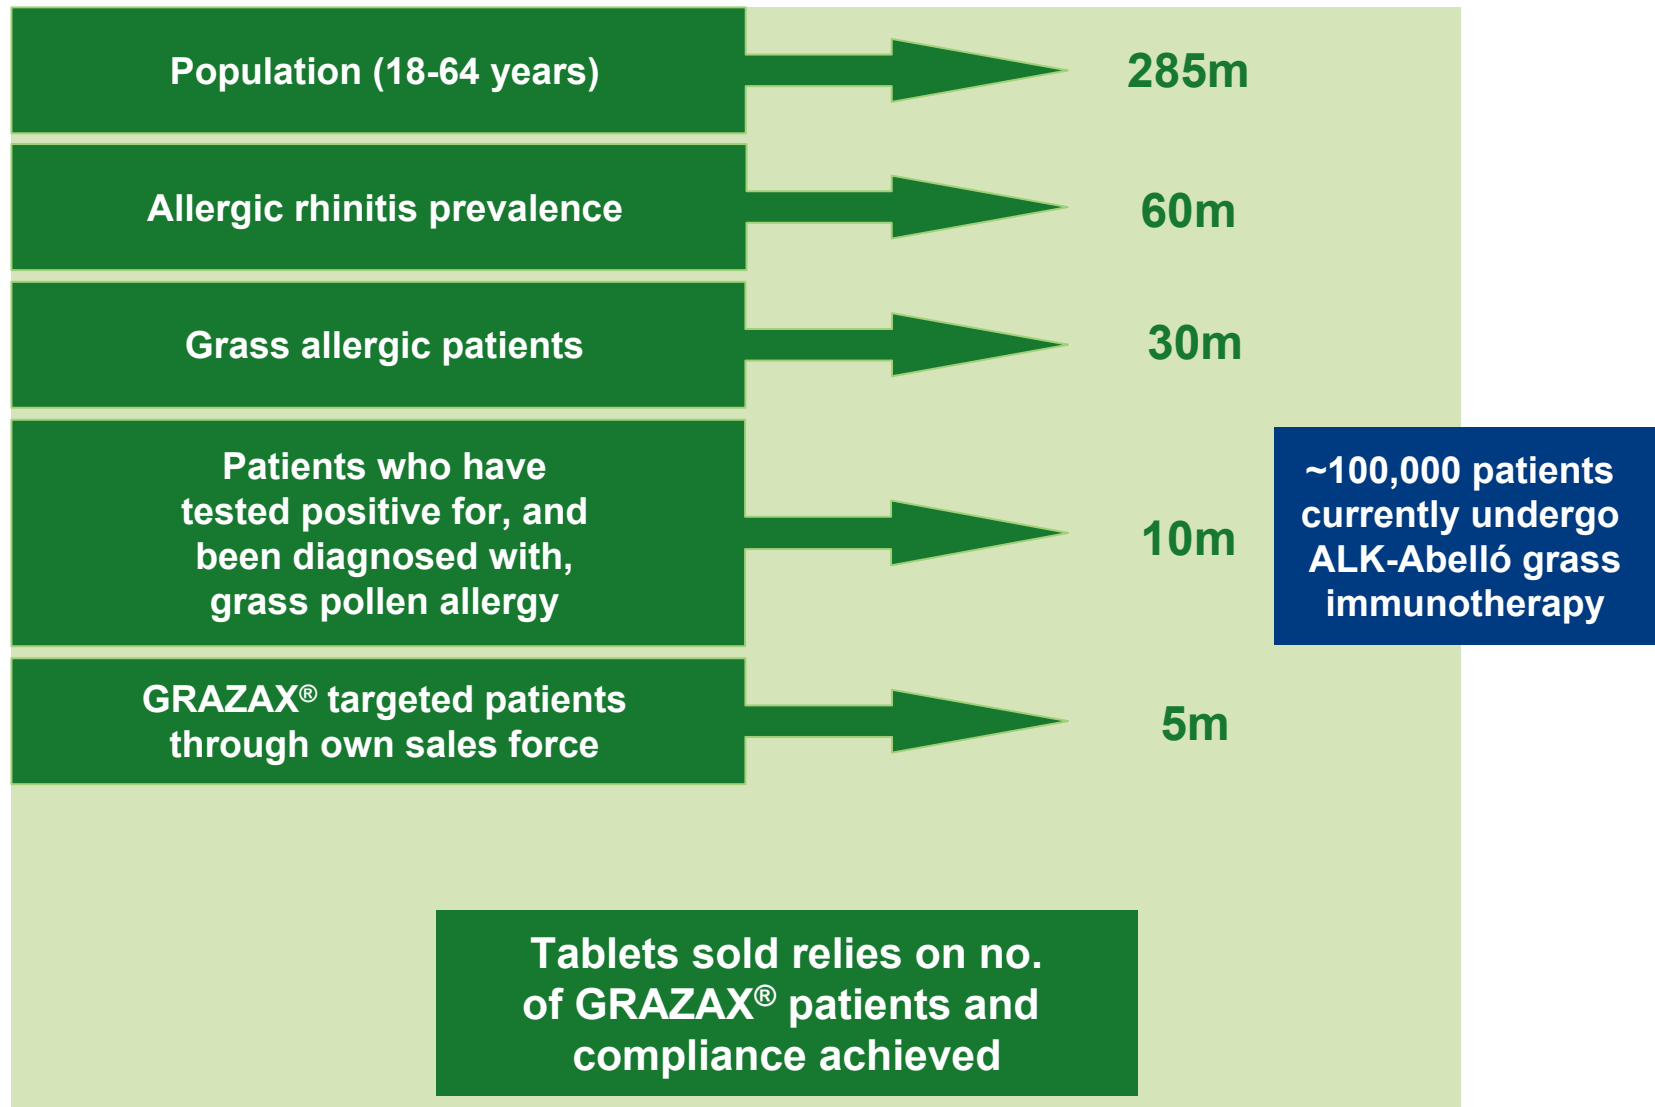 Population (18-64 years)
285m
Allergic rhinitis prevalence
60m
Grass allergic patients
30m
Patients who have
tested positive for, and
been diagnosed with,
grass pollen allergy
10m
~100,000 patients
currently undergo
ALK-Abelló grass
immunotherapy
GRAZAX® targeted patients
through own sales force
5m
Tablets sold relies on no.
of GRAZAX® patients and
compliance achieved